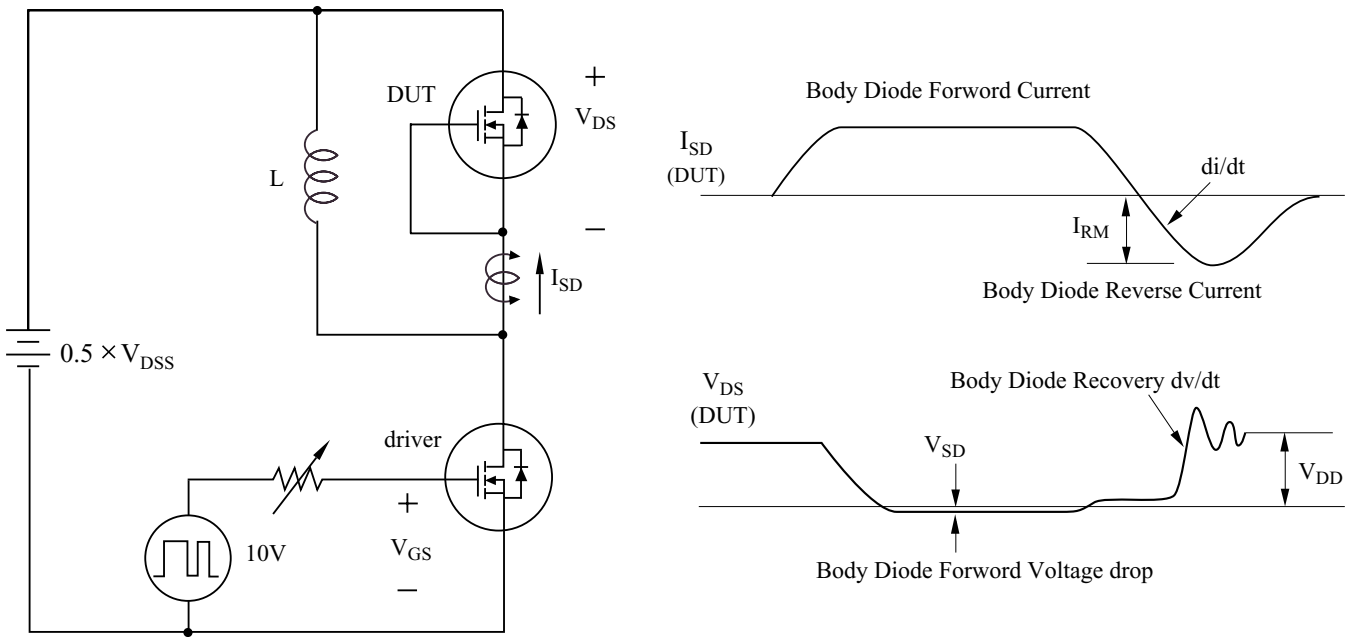 DUT
+
V_DS
−
L
I_SD
0.5 × V_DSS
driver
+
V_GS
−
10V
Body Diode Forword Current
I_SD
(DUT)
di/dt
I_RM
Body Diode Reverse Current
V_DS
(DUT)
Body Diode Recovery dv/dt
V_SD
V_DD
Body Diode Forword Voltage drop